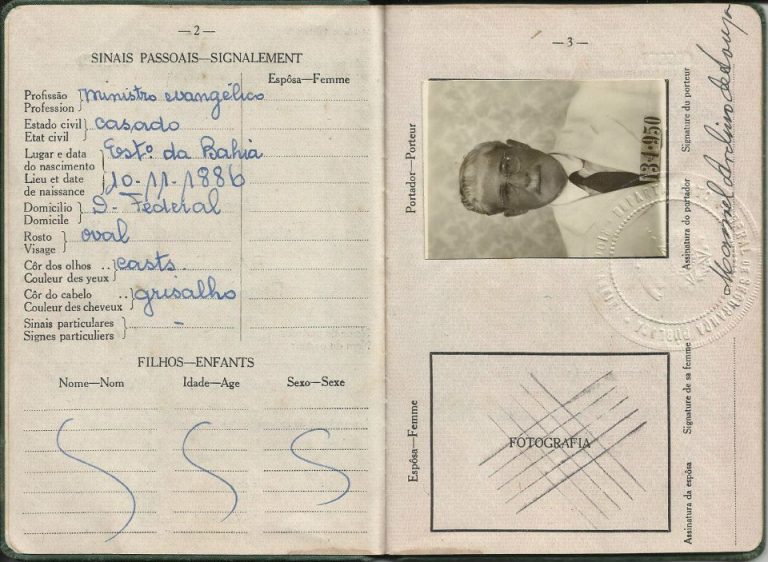 —2—
SINAIS PASSOAIS—SIGNALEMENT
Espôsa—Femme
Profissão
Profession
Ministro evangélico
Estado civil
Etat civil
casado
Lugar e data
do nascimento
Lieu et date
de naissance
Estº da Bahia
10-11-1886
Domicílio
Domicile
D. Federal
Rosto
Visage
oval
Côr dos olhos ..
Couleur des yeux
casts.
Côr do cabelo ..
Couleur des cheveux
grisalho
Sinais particulares
Signes particuliers
-
FILHOS—ENFANTS
Nome—Nom Idade—Age Sexo—Sexe
—3—
Portador—Porteur
Assinatura do portador Signature du porteur
Espôsa—Femme
FOTOGRAFIA
Assinatura da espôsa Signature de sa femme